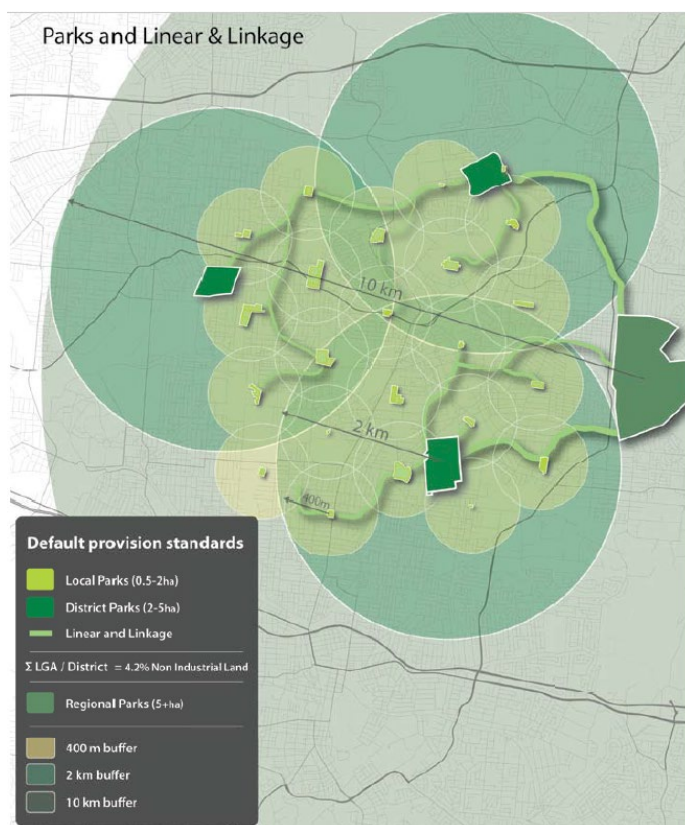 Parks and Linear & Linkage
10 km
2 km
400m
Default provision standards
Local Parks (0.5-2ha)
District Parks (2-5ha)
Linear and Linkage
Σ LGA / District = 4.2% Non Industrial Land
Regional Parks (5+ha)
400 m buffer
2 km buffer
10 km buffer